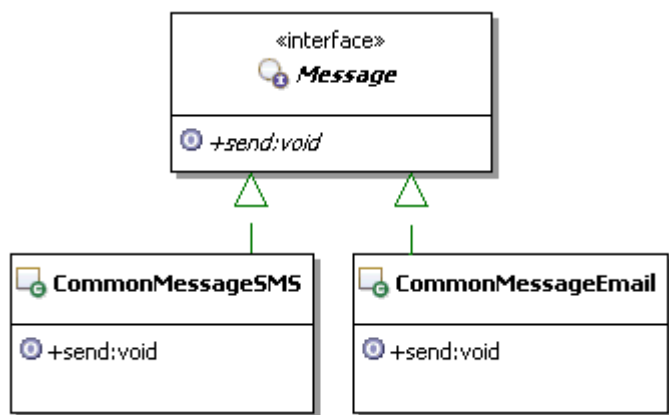 «interface»
Message
+send:void
CommonMessageSMS
+send:void
CommonMessageEmail
+send:void